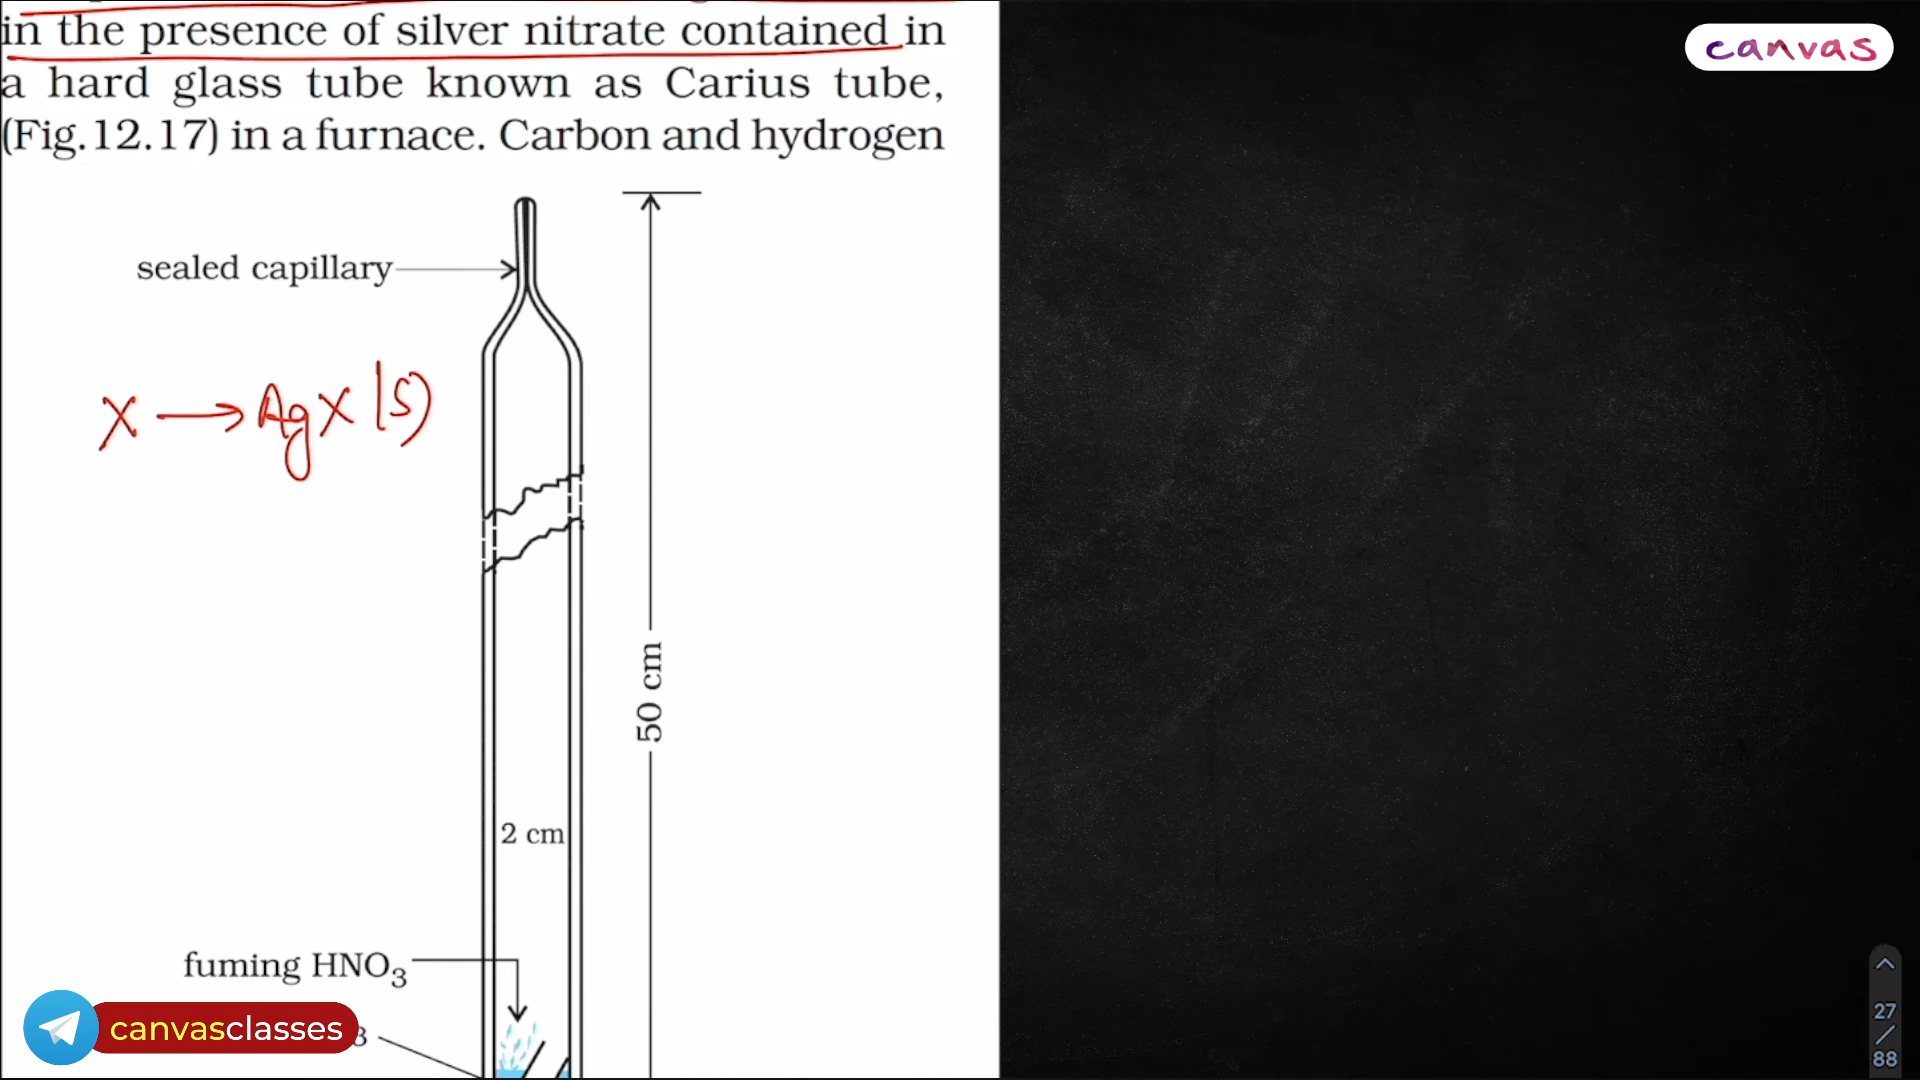 in the presence of silver nitrate contained in
a hard glass tube known as Carius tube,
(Fig.12.17) in a furnace. Carbon and hydrogen
canvas
sealed capillary
X → AgX (s)
50 cm
2 cm
fuming HNO₃
canvasclasses
3
27
/
88